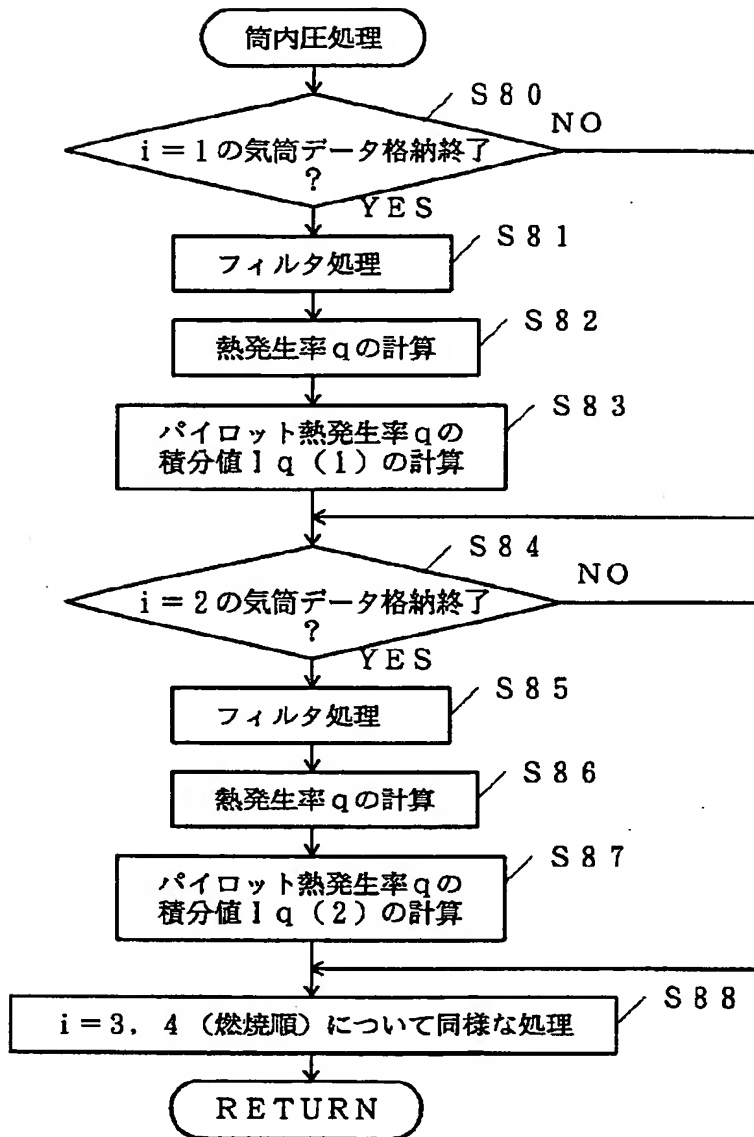 筒内圧処理
S80
NO
i=1の気筒データ格納終了
?
YES
S81
フィルタ処理
S82
熱発生率qの計算
S83
パイロット熱発生率qの
積分値Iq(1)の計算
S84
NO
i=2の気筒データ格納終了
?
YES
S85
フィルタ処理
S86
熱発生率qの計算
S87
パイロット熱発生率qの
積分値Iq(2)の計算
S88
i=3.4(燃焼順)について同様な処理
RETURN